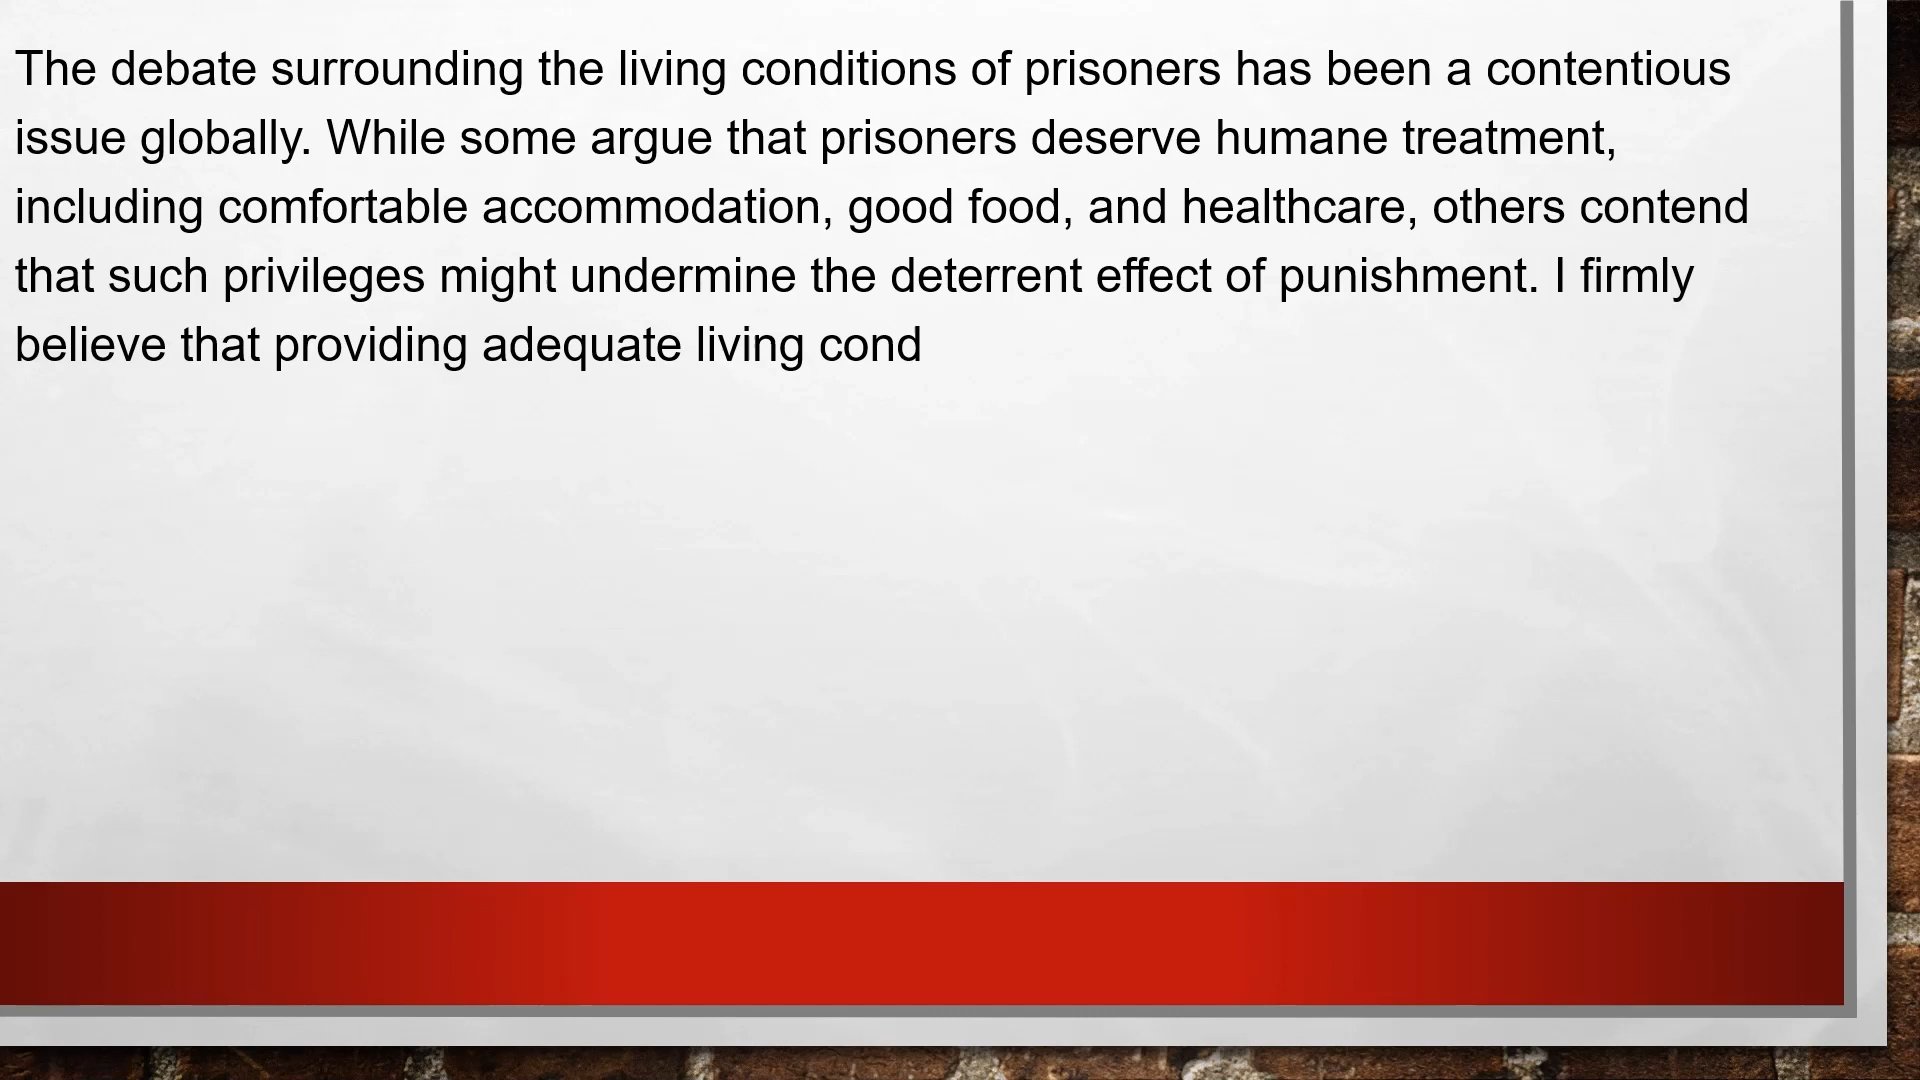 The debate surrounding the living conditions of prisoners has been a contentious
issue globally. While some argue that prisoners deserve humane treatment,
including comfortable accommodation, good food, and healthcare, others contend
that such privileges might undermine the deterrent effect of punishment. I firmly
believe that providing adequate living cond